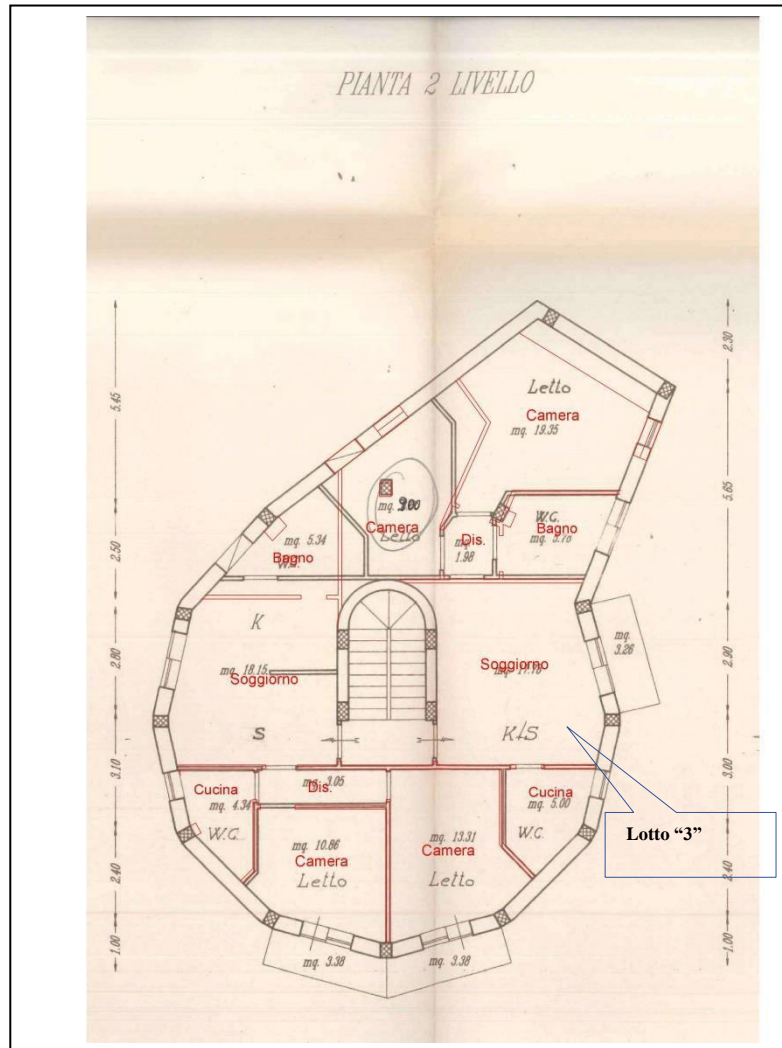 PIANTA 2 LIVELLO
2.30
5.45
Letto
Camera
mq. 19.35
5.65
mq.
Camera
Letto
W.C.
Bagno
mq. 5.34
Bagno
Dis.
1.98
2.50
K
mq.
3.26
2.80
mq. 18.15
Soggiorno
Soggiorno
2.90
S
K/S
3.10
3.00
mq. 3.05
Dis.
Cucina
mq. 4.34
Cucina
mq. 5.00
W.C.
W.C.
Lotto “3”
mq. 10.86
Camera
Letto
mq. 13.31
Camera
Letto
2.40
2.40
1.00
1.00
mq. 3.38
mq. 3.38